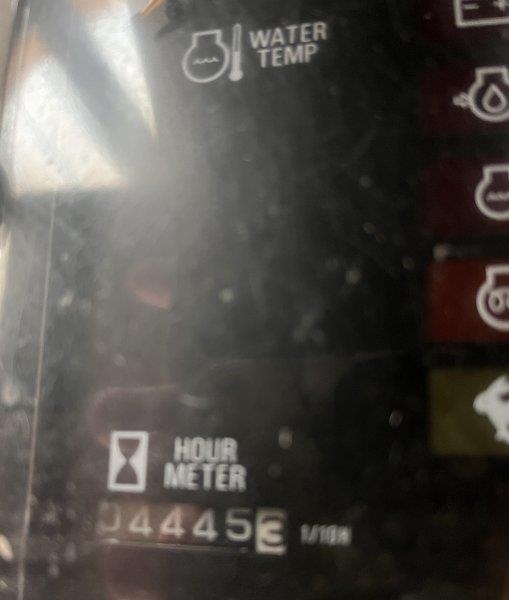 WATER
TEMP
HOUR
METER
044453 1/10H